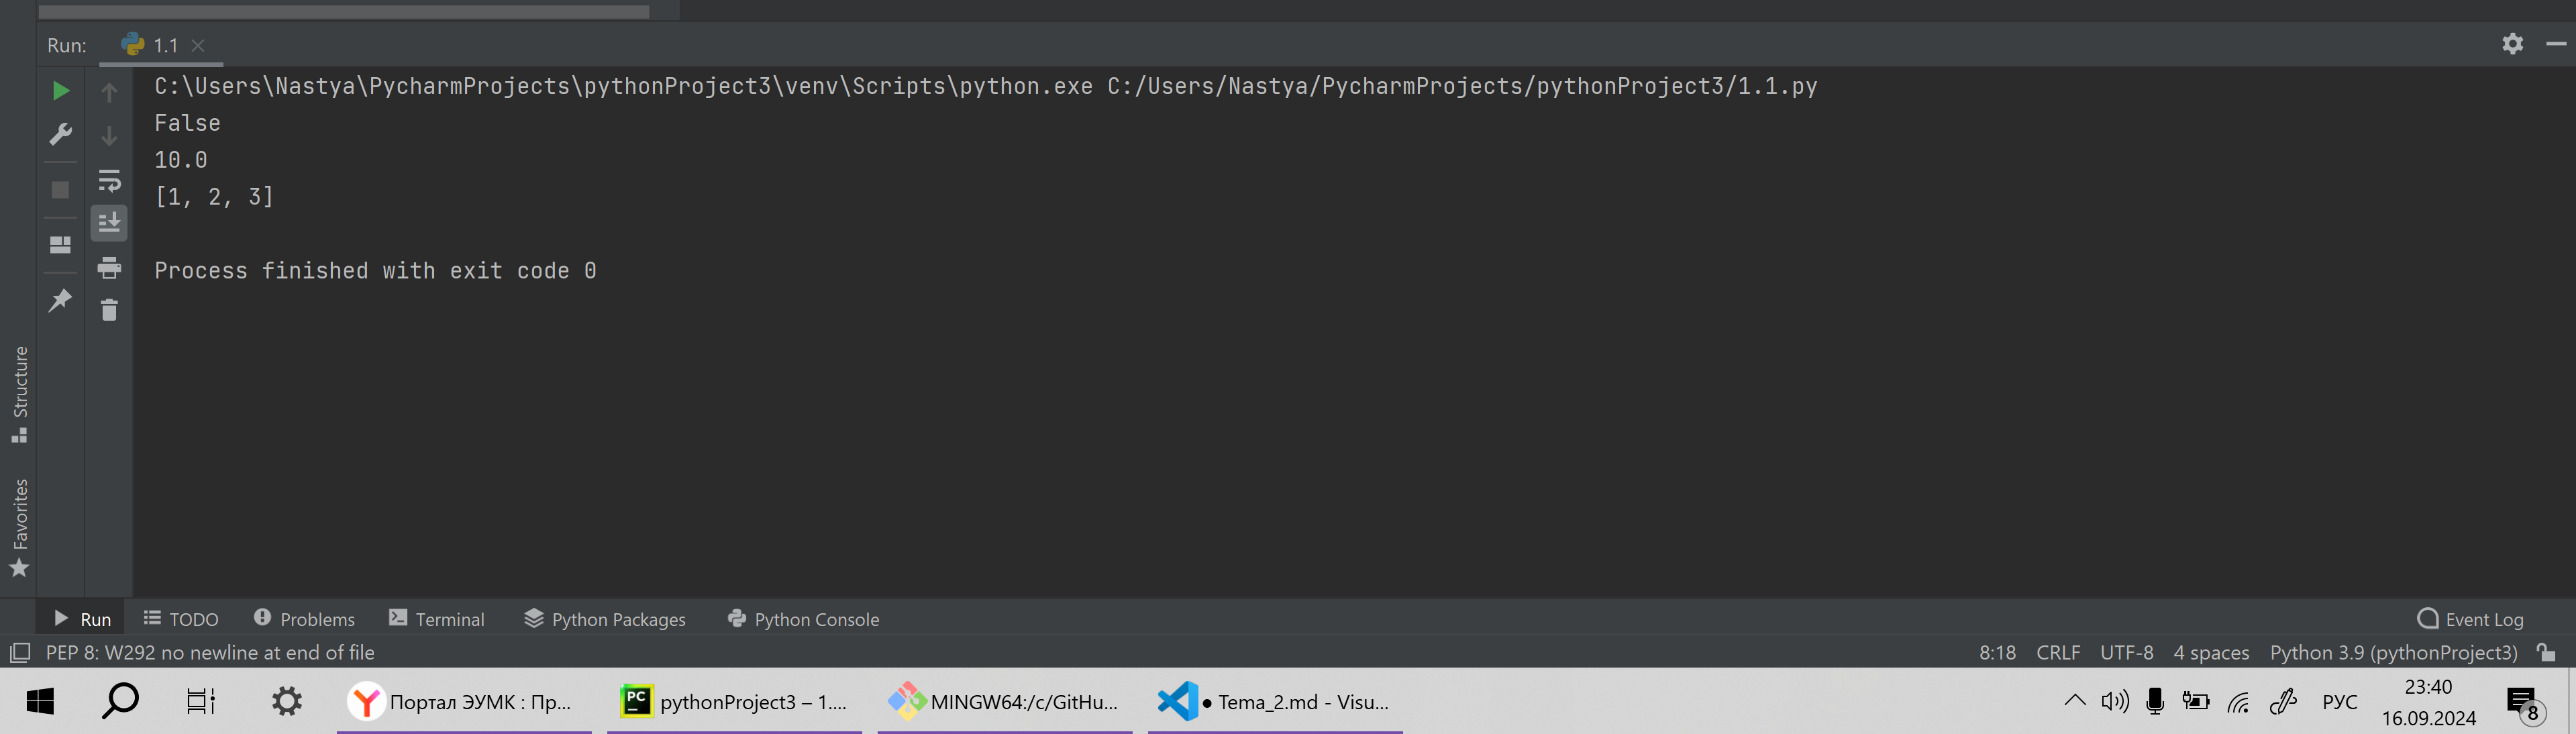 Run: 1.1
C:\Users\Nastya\PycharmProjects\pythonProject3\venv\Scripts\python.exe C:/Users/Nastya/PycharmProjects/pythonProject3/1.1.py
False
10.0
[1, 2, 3]
Process finished with exit code 0
Structure
Favorites
Run TODO Problems Terminal Python Packages Python Console Event Log
PEP 8: W292 no newline at end of file 8:18 CRLF UTF-8 4 spaces Python 3.9 (pythonProject3)
Портал ЭУМК : Пр... PC pythonProject3 – 1.... MINGW64:/c/GitHu... ● Tema_2.md - Visu... РУС 23:40
16.09.2024 8